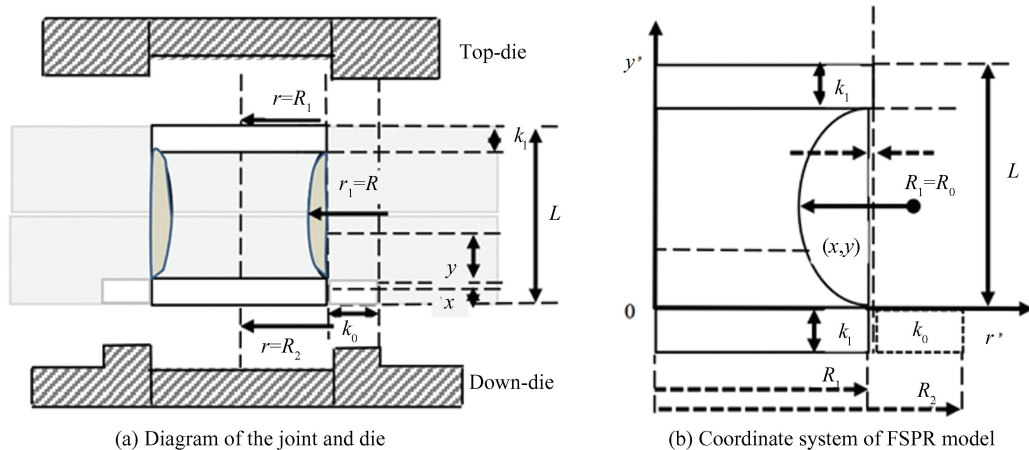 Top-die
r=R₁
k₁
r₁=R
L
y
x
k₀
r=R₂
Down-die
(a) Diagram of the joint and die
y’
k₁
R₁=R₀
L
(x,y)
0
k₁
k₀
r’
R₁
R₂
(b) Coordinate system of FSPR model